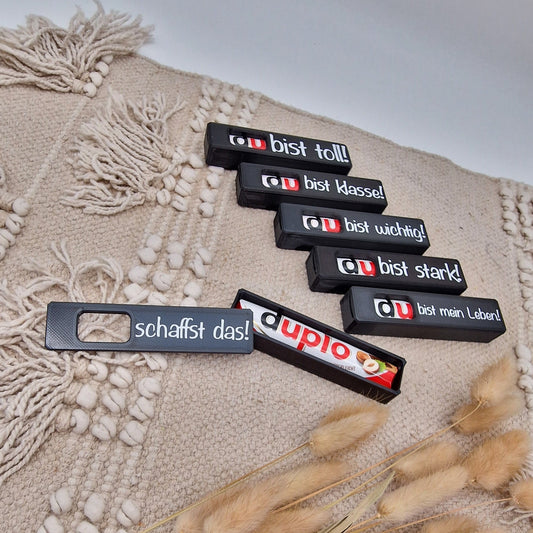 du bist toll!
du bist klasse!
du bist wichtig!
du bist stark!
du bist mein Leben!
schaffst das!
duplo